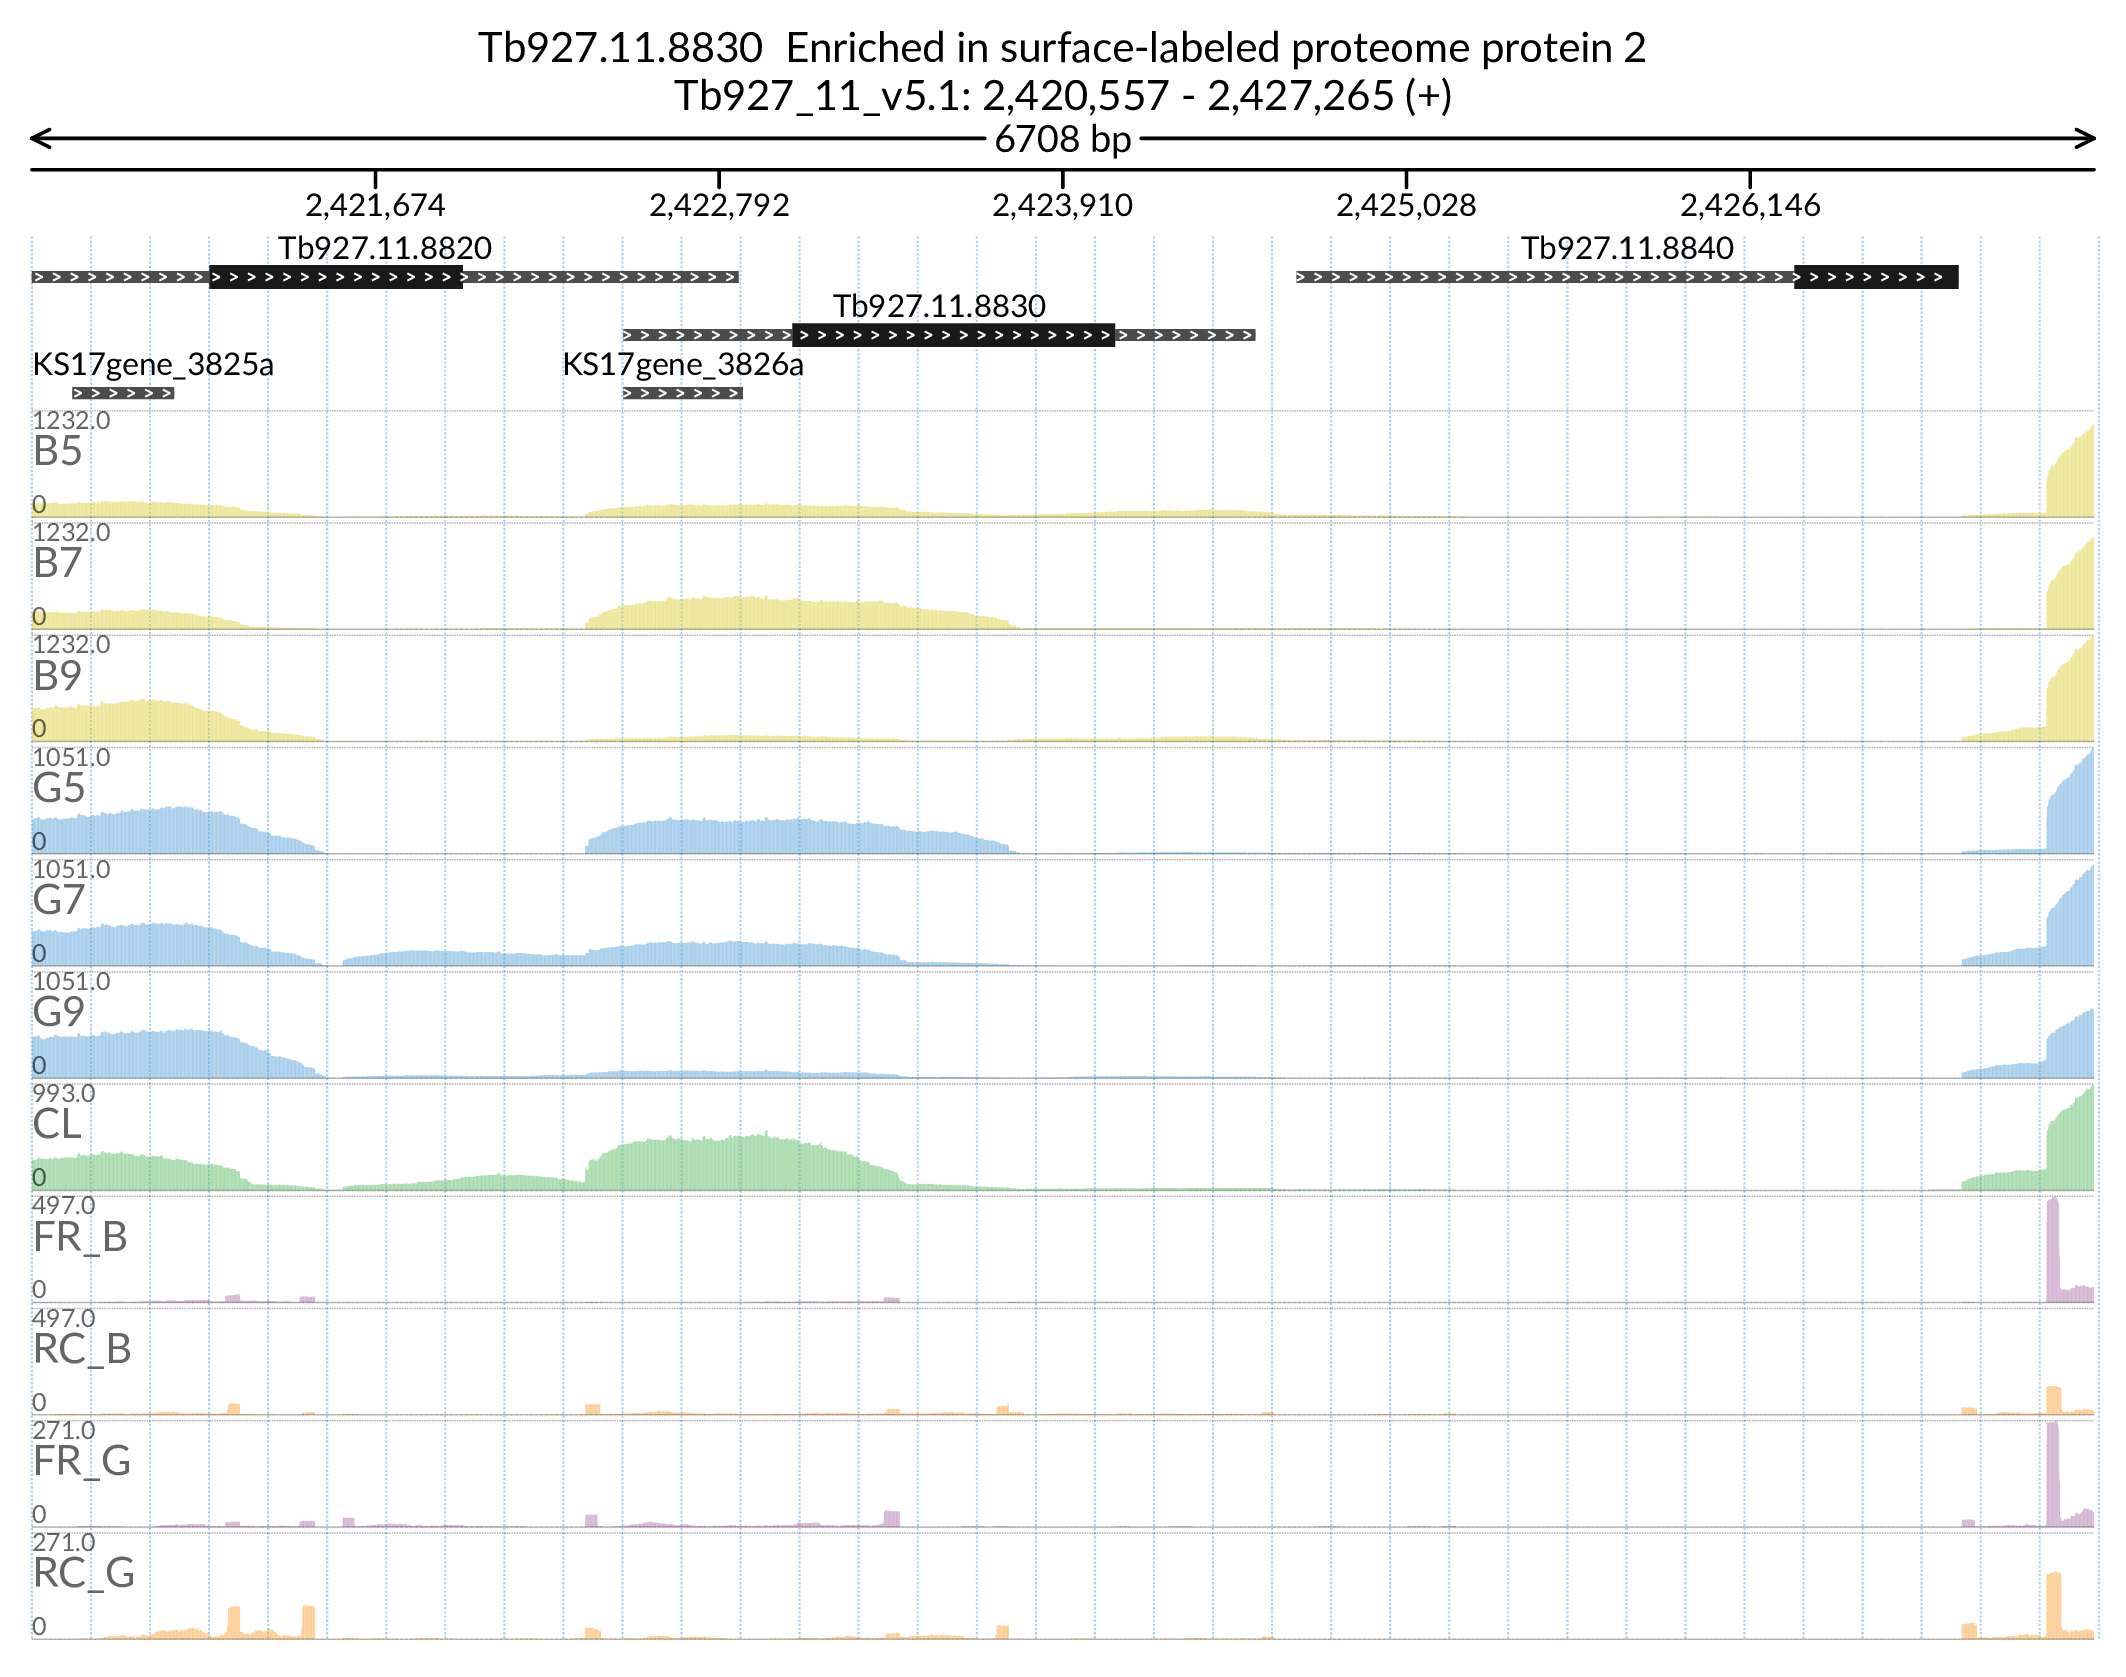 Tb927.11.8830  Enriched in surface-labeled proteome protein 2
Tb927_11_v5.1: 2,420,557 - 2,427,265 (+)
6708 bp
2,421,674 2,422,792 2,423,910 2,425,028 2,426,146
Tb927.11.8820 Tb927.11.8840
Tb927.11.8830
KS17gene_3825a KS17gene_3826a
1232.0
B5
0
1232.0
B7
0
1232.0
B9
0
1051.0
G5
0
1051.0
G7
0
1051.0
G9
0
993.0
CL
0
497.0
FR_B
0
497.0
RC_B
0
271.0
FR_G
0
271.0
RC_G
0